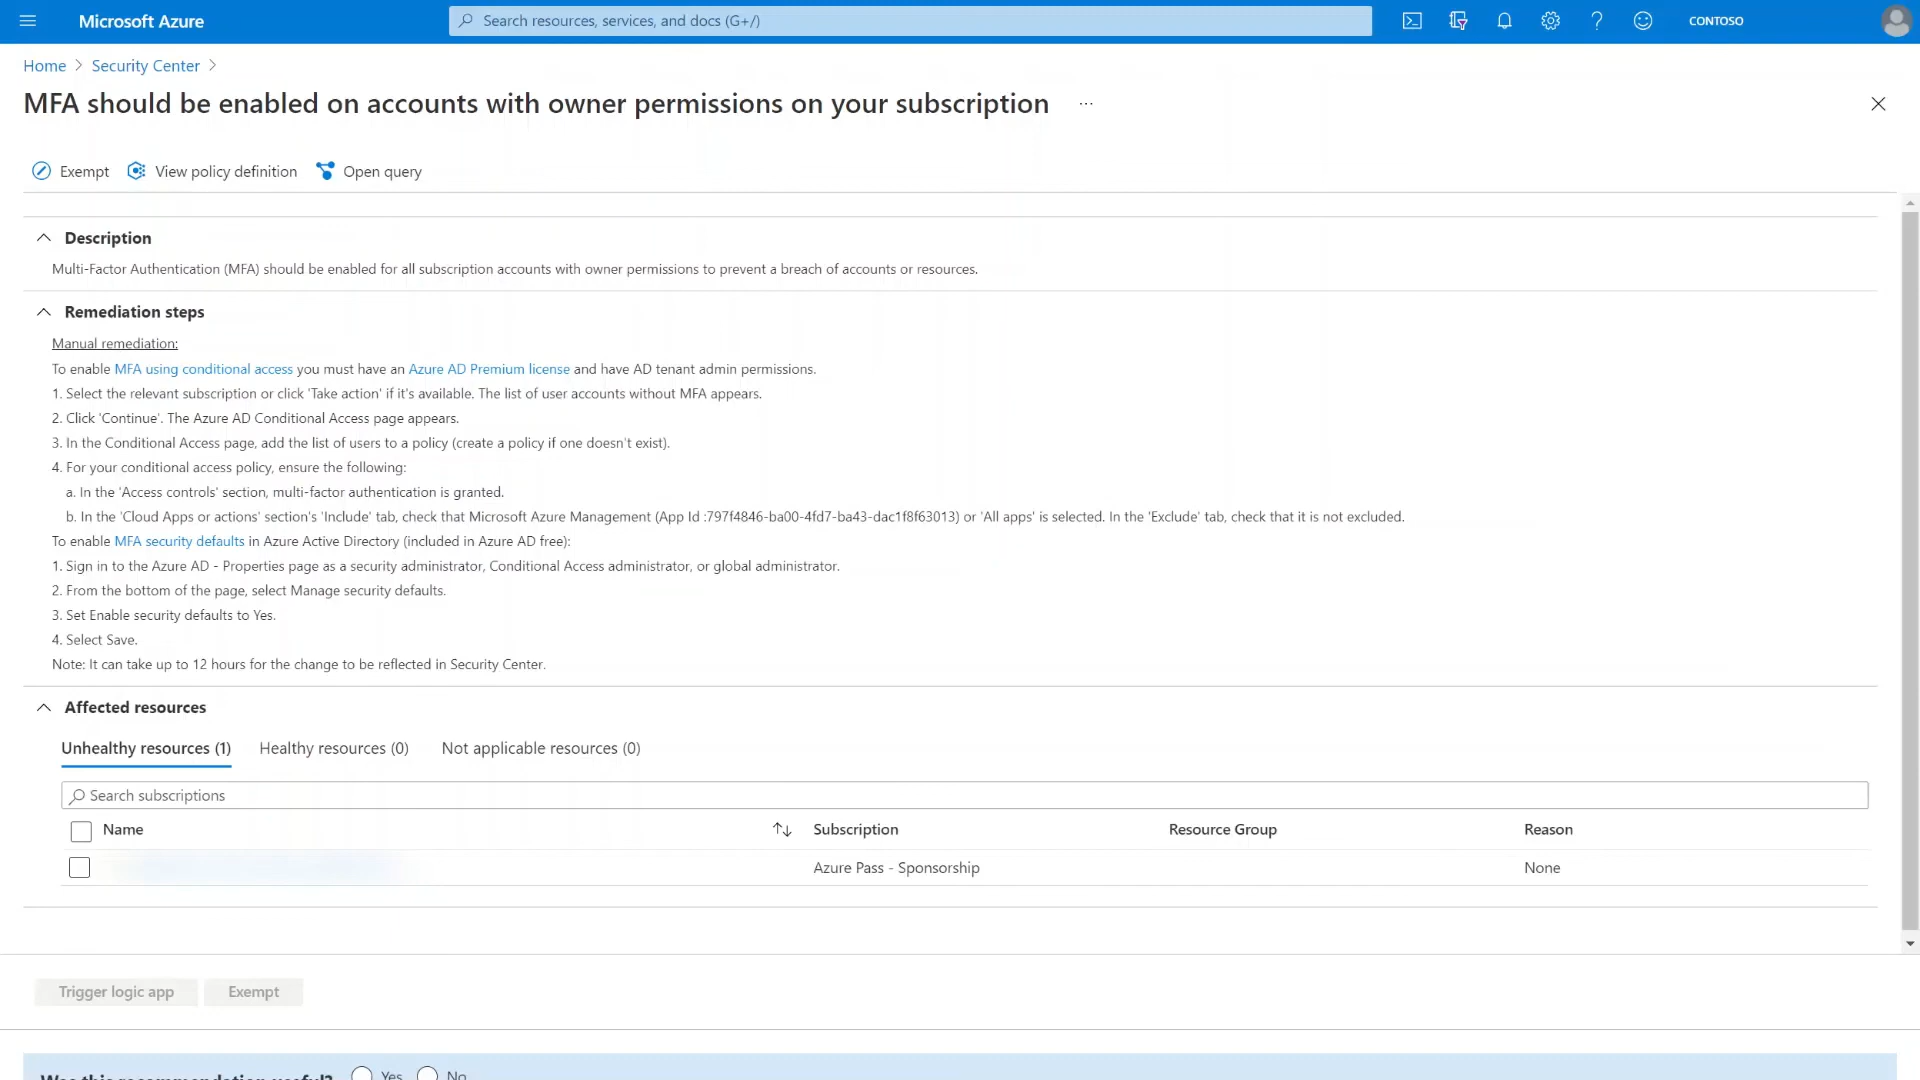 Microsoft Azure
Search resources, services, and docs (G+/)
CONTOSO
Home > Security Center >
MFA should be enabled on accounts with owner permissions on your subscription ...
Exempt View policy definition Open query
Description
Multi-Factor Authentication (MFA) should be enabled for all subscription accounts with owner permissions to prevent a breach of accounts or resources.
Remediation steps
Manual remediation:
To enable MFA using conditional access you must have an Azure AD Premium license and have AD tenant admin permissions.
1. Select the relevant subscription or click 'Take action' if it's available. The list of user accounts without MFA appears.
2. Click 'Continue'. The Azure AD Conditional Access page appears.
3. In the Conditional Access page, add the list of users to a policy (create a policy if one doesn't exist).
4. For your conditional access policy, ensure the following:
a. In the 'Access controls' section, multi-factor authentication is granted.
b. In the 'Cloud Apps or actions' section's 'Include' tab, check that Microsoft Azure Management (App Id :797f4846-ba00-4fd7-ba43-dac1f8f63013) or 'All apps' is selected. In the 'Exclude' tab, check that it is not excluded.
To enable MFA security defaults in Azure Active Directory (included in Azure AD free):
1. Sign in to the Azure AD - Properties page as a security administrator, Conditional Access administrator, or global administrator.
2. From the bottom of the page, select Manage security defaults.
3. Set Enable security defaults to Yes.
4. Select Save.
Note: It can take up to 12 hours for the change to be reflected in Security Center.
Affected resources
Unhealthy resources (1) Healthy resources (0) Not applicable resources (0)
Search subscriptions
Name Subscription Resource Group Reason
Azure Pass - Sponsorship None
Trigger logic app Exempt
Was this recommendation useful? Yes No